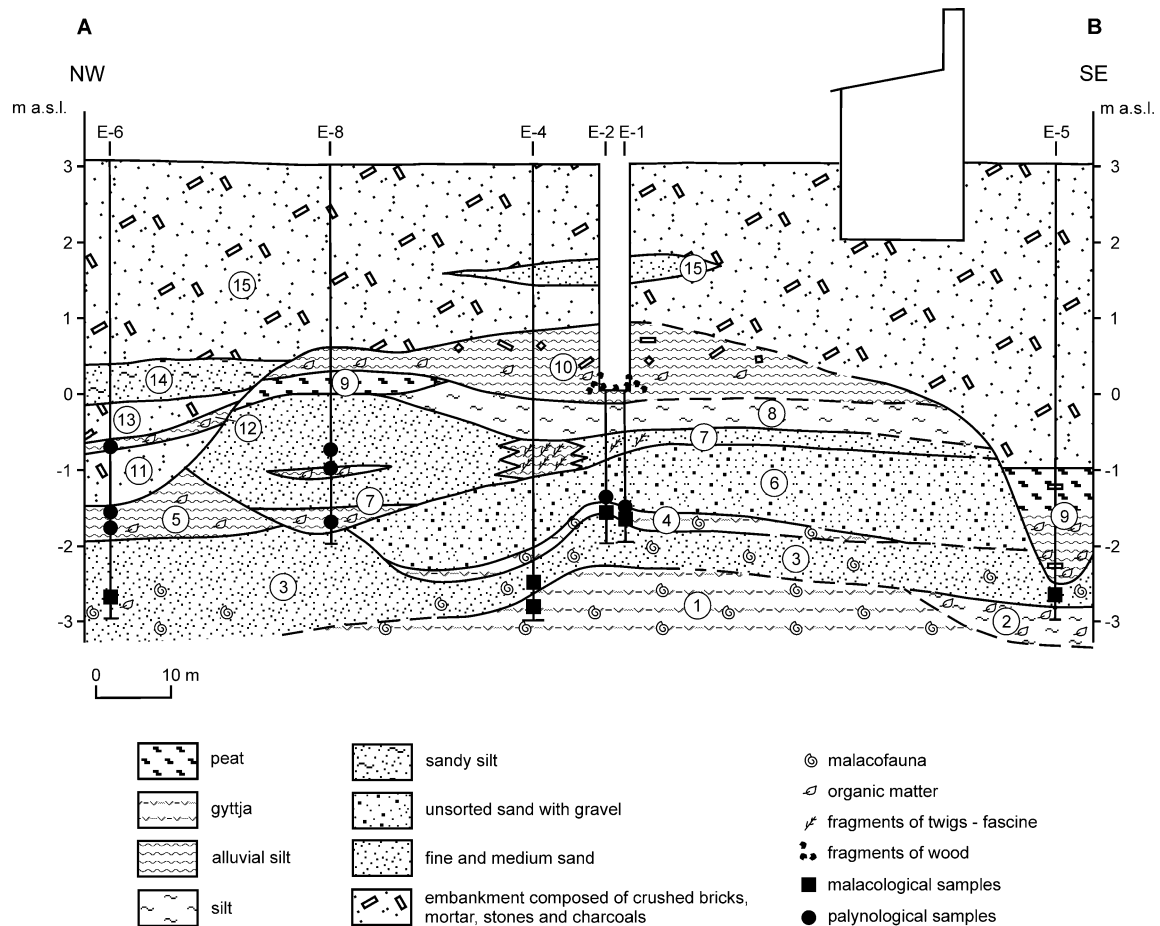 A
B
NW
SE
m a.s.l.
m a.s.l.
E-6
E-8
E-4
E-2 E-1
E-5
3
3
2
2
15
15
1
1
10
14
9
0
0
13
12
8
7
11
-1
-1
6
7
5
4
9
-2
-2
3
3
1
2
-3
-3
0
10 m
peat
sandy silt
malacofauna
gyttja
unsorted sand with gravel
organic matter
fragments of twigs - fascine
alluvial silt
fine and medium sand
fragments of wood
malacological samples
silt
embankment composed of crushed bricks,
mortar, stones and charcoals
palynological samples